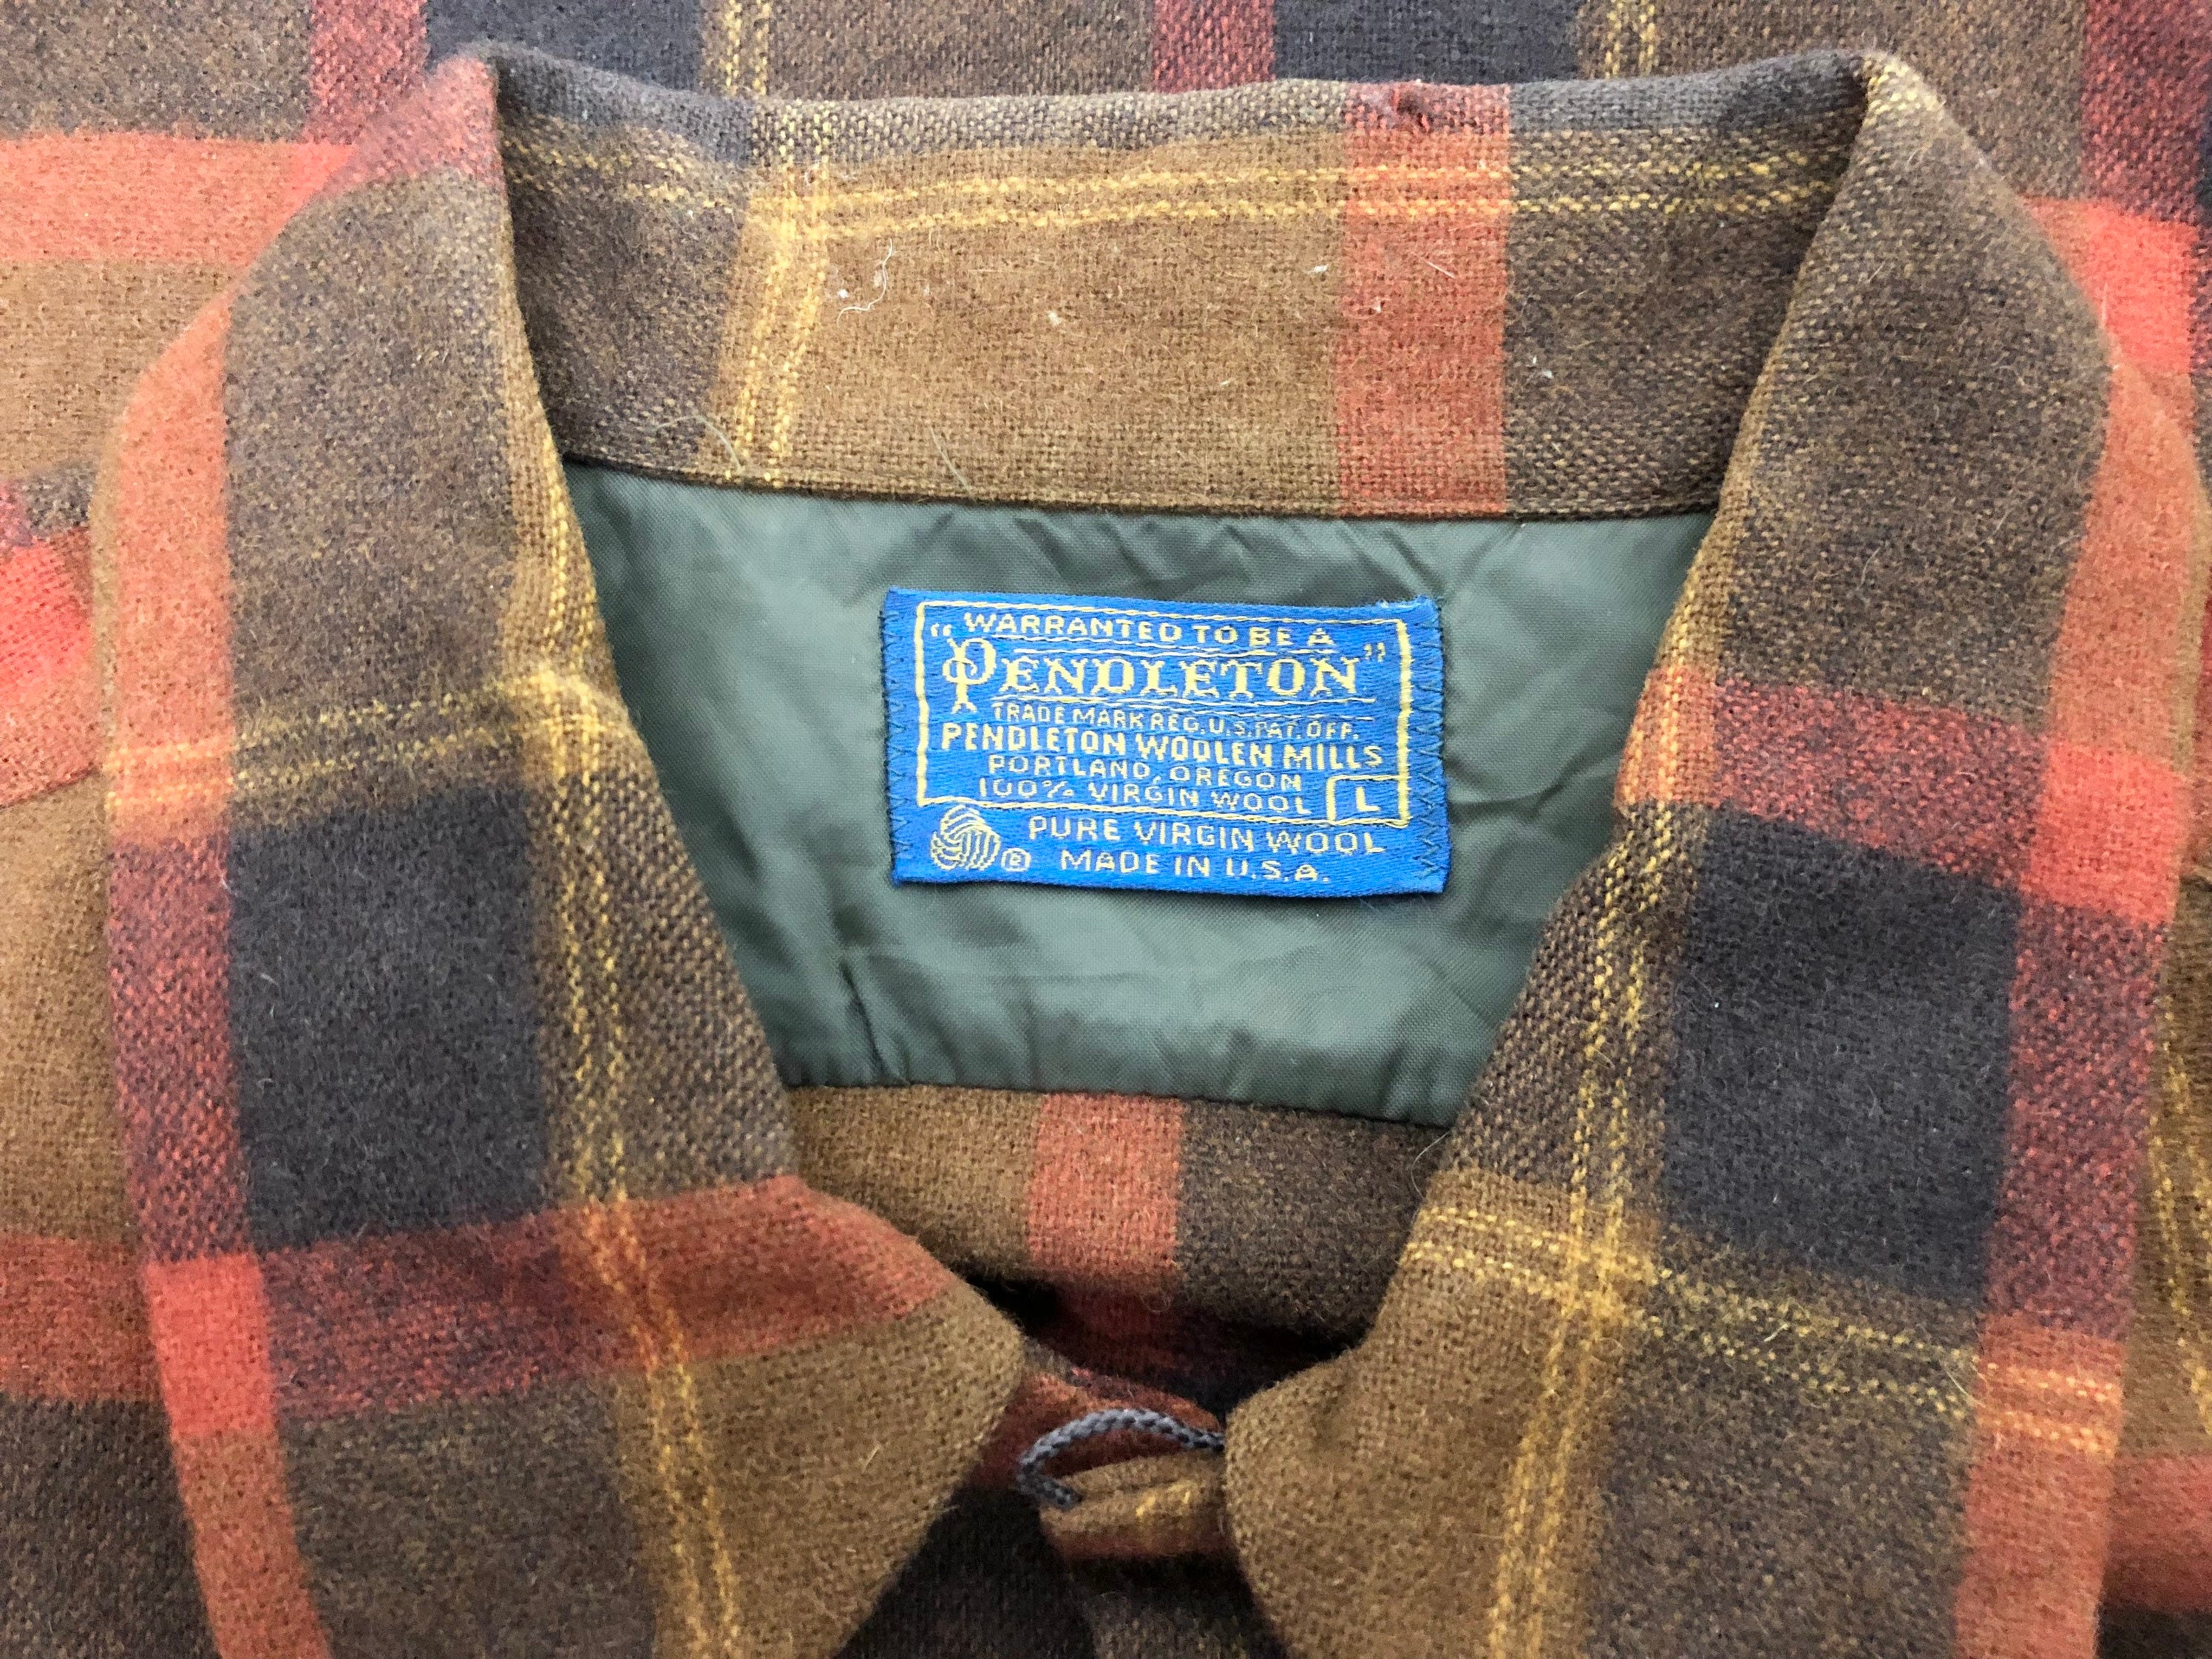 WARRANTED TO BE A
"PENDLETON"
TRADE MARK REG. U.S. PAT. OFF.
PENDLETON WOOLEN MILLS
PORTLAND, OREGON
100% VIRGIN WOOL L
PURE VIRGIN WOOL
® MADE IN U.S.A.